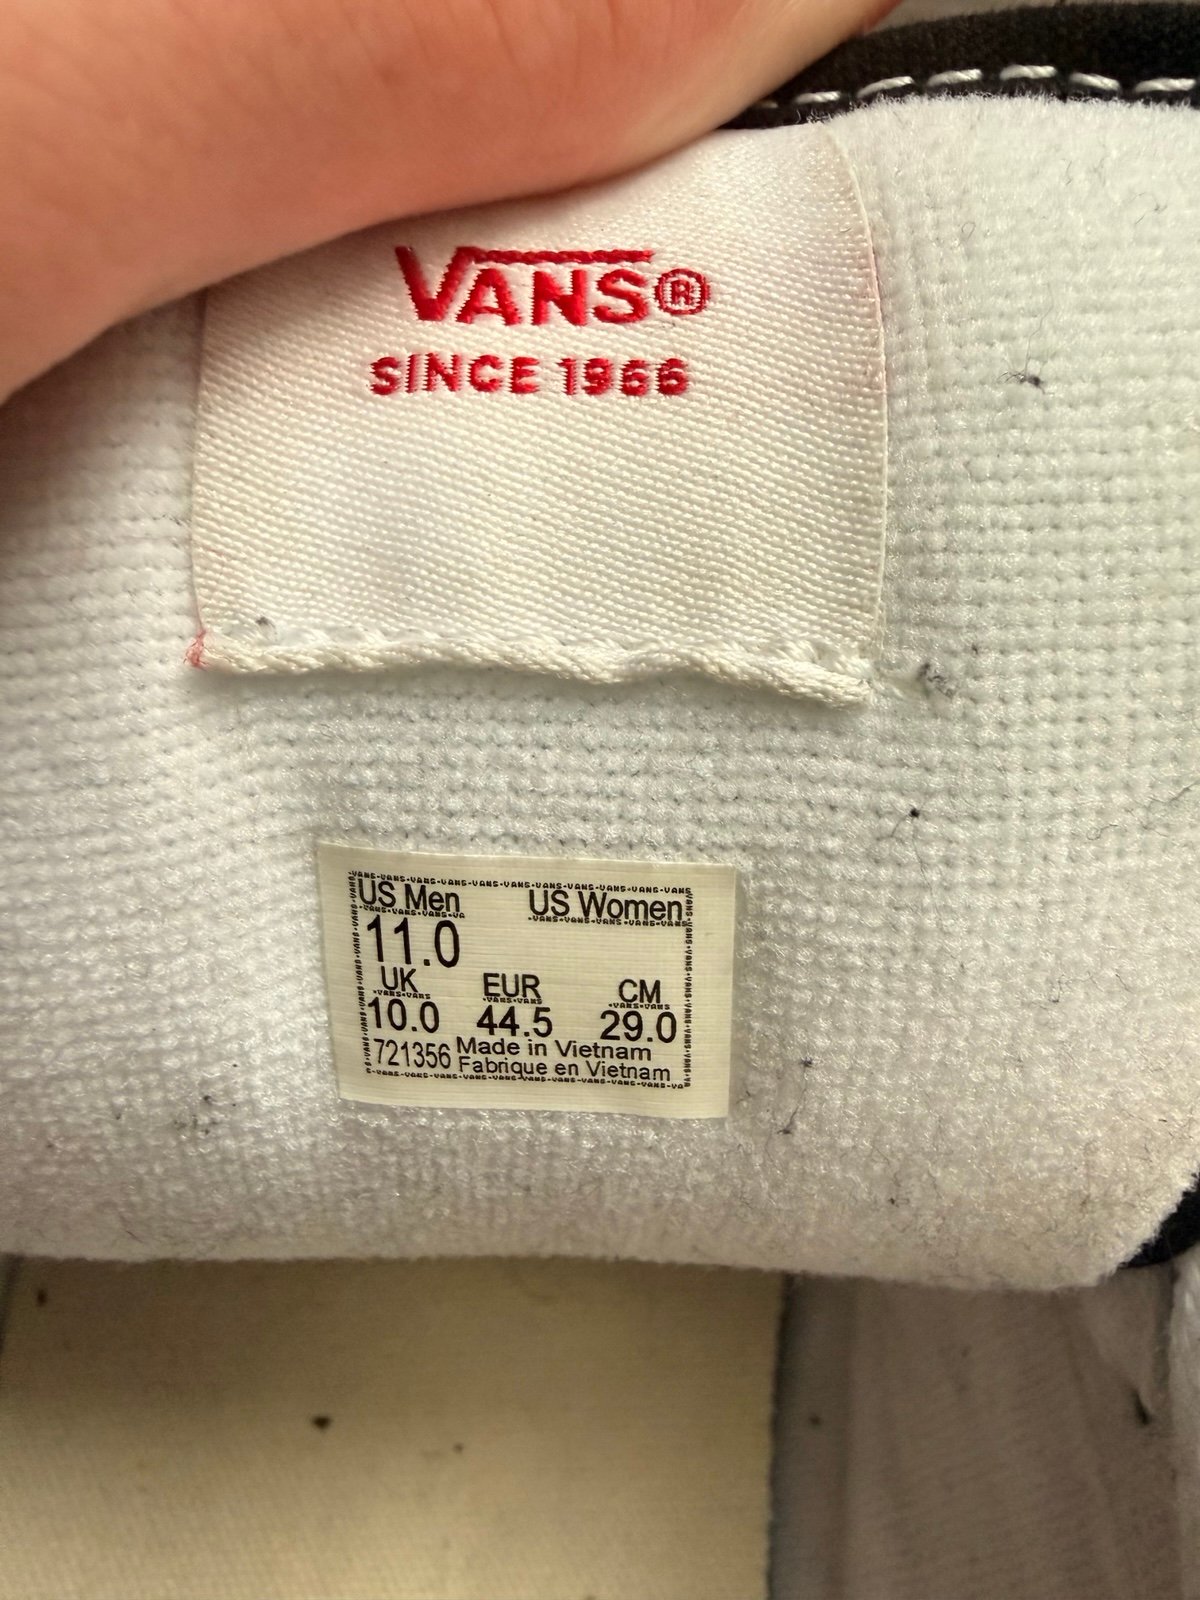 VANS®
SINCE 1966
US Men US Women
11.0
UK EUR CM
10.0 44.5 29.0
721356 Made in Vietnam
Fabrique en Vietnam